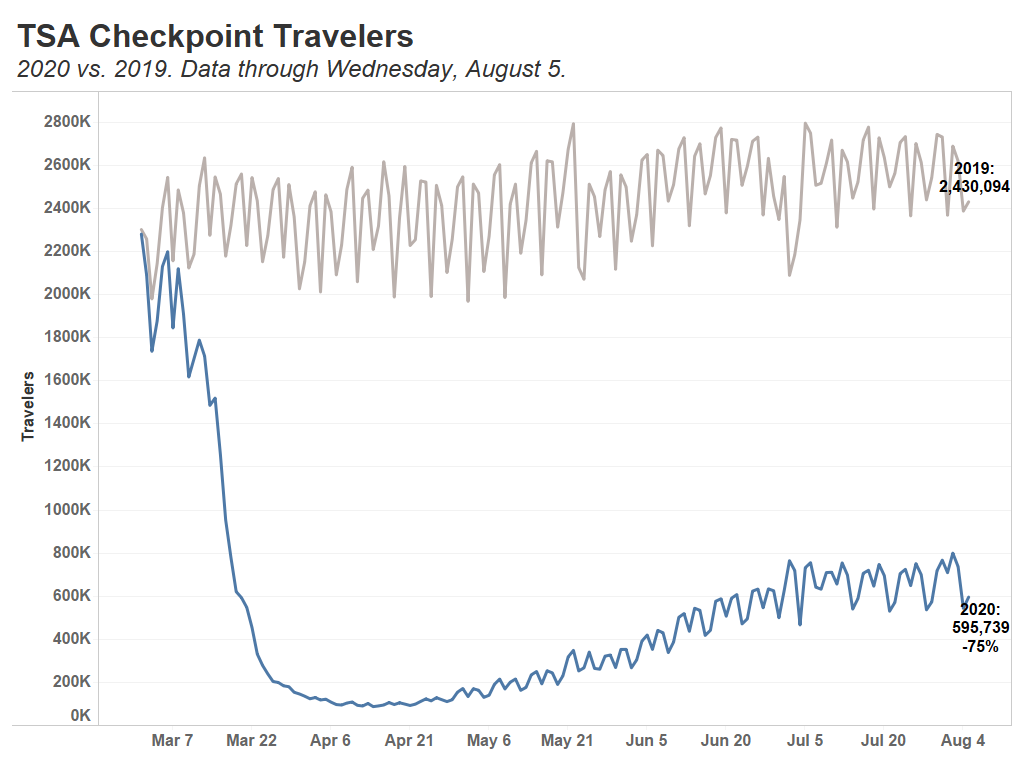 TSA Checkpoint Travelers
2020 vs. 2019. Data through Wednesday, August 5.
2800K
2600K
2400K
2200K
2000K
1800K
1600K
1400K
1200K
1000K
800K
600K
400K
200K
0K
Travelers
2019:
2,430,094
2020:
595,739
-75%
Mar 7 Mar 22 Apr 6 Apr 21 May 6 May 21 Jun 5 Jun 20 Jul 5 Jul 20 Aug 4